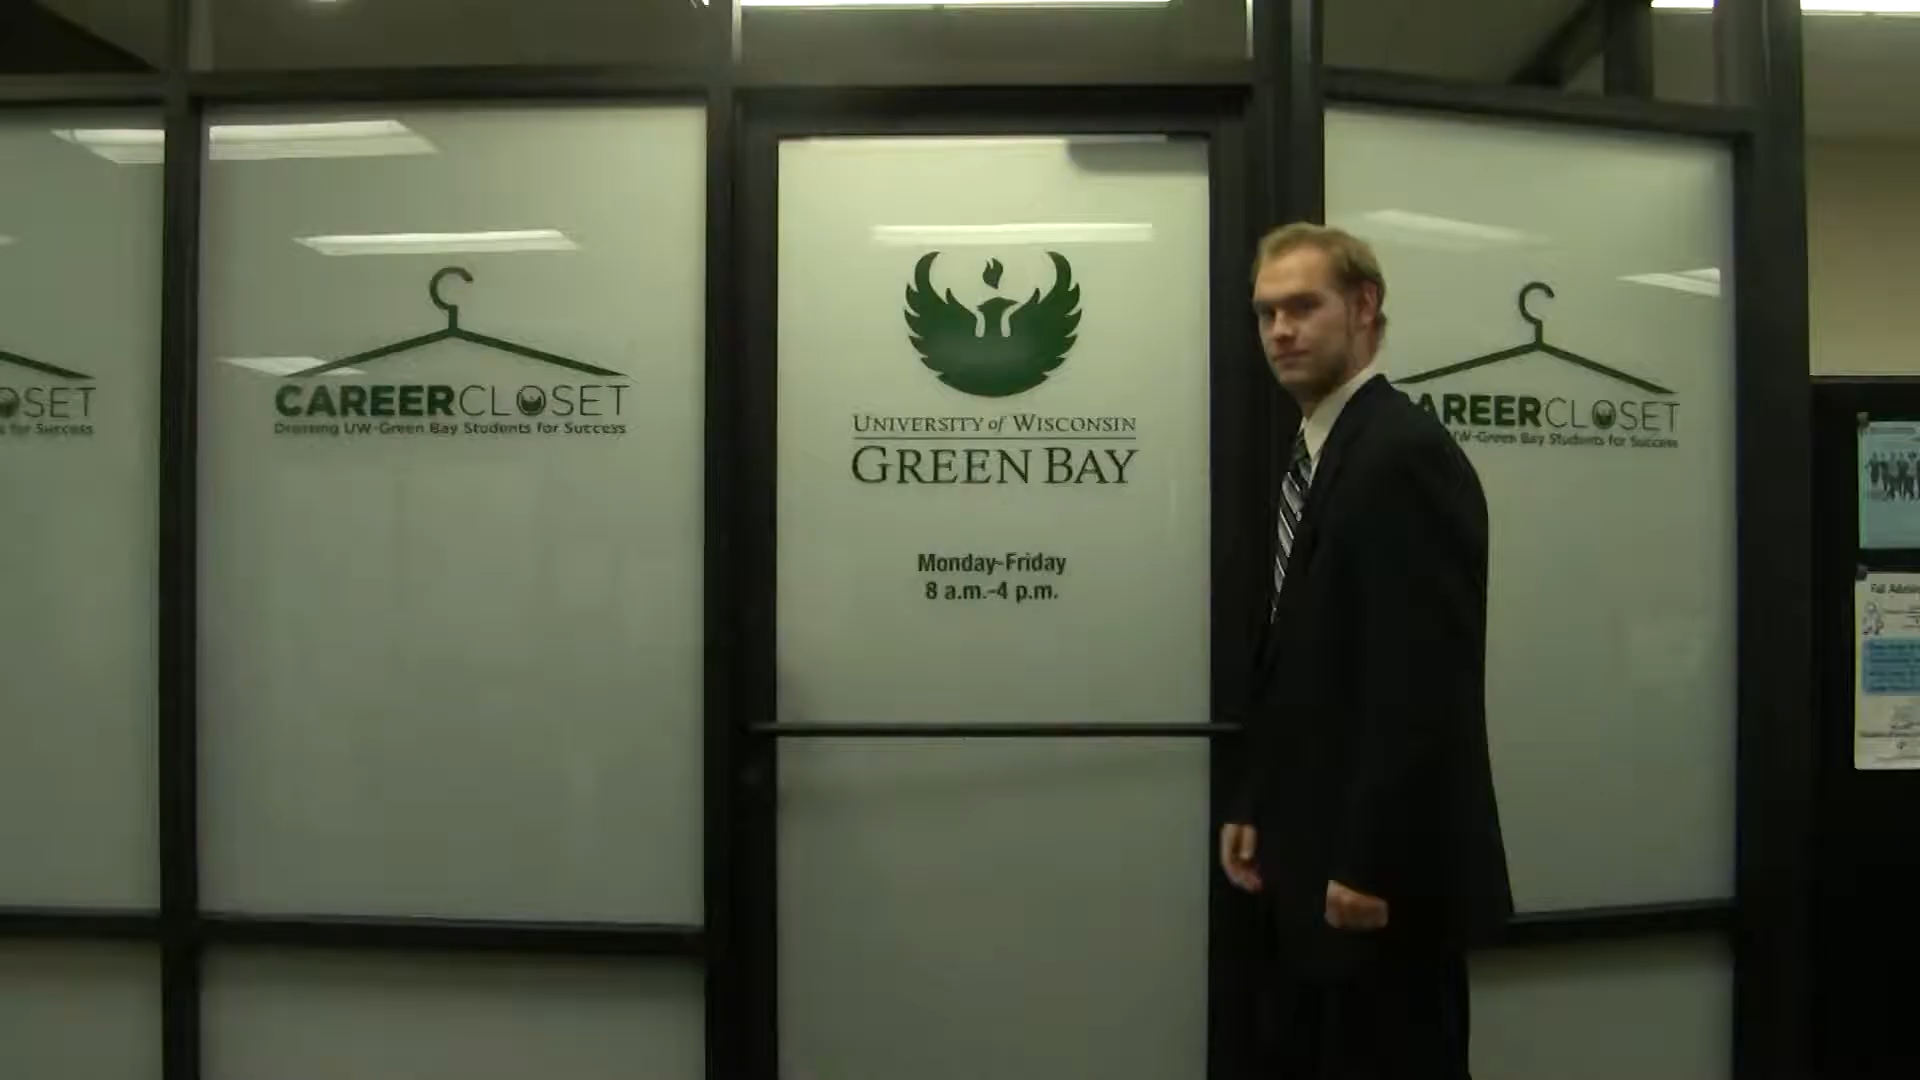 OSET
s for Success
CAREERCLOSET
Dressing UW-Green Bay Students for Success
UNIVERSITY of WISCONSIN
GREEN BAY
Monday-Friday
8 a.m.-4 p.m.
AREERCLOSET
UW-Green Bay Students for Success
Fall